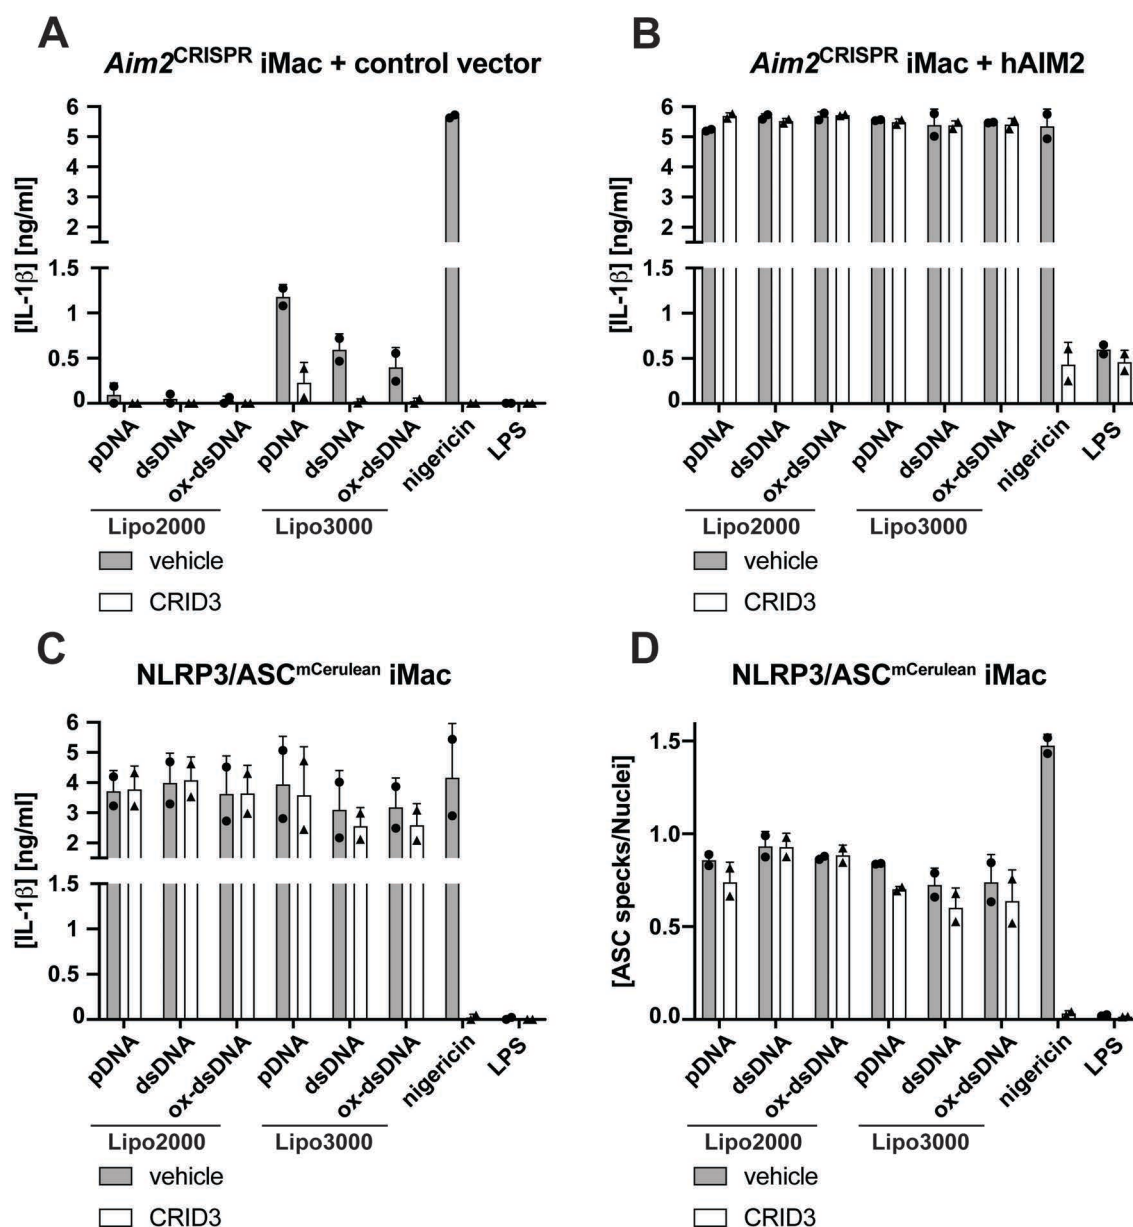 A
Aim2CRISPR iMac + control vector
[IL-1β] [ng/ml]
6
5
4
3
2
1.5
1
0.5
0
pDNA
dsDNA
ox-dsDNA
pDNA
dsDNA
ox-dsDNA
nigericin
LPS
Lipo2000
Lipo3000
vehicle
CRID3
B
Aim2CRISPR iMac + hAIM2
[IL-1β] [ng/ml]
6
5
4
3
2
1.5
1
0.5
0
pDNA
dsDNA
ox-dsDNA
pDNA
dsDNA
ox-dsDNA
nigericin
LPS
Lipo2000
Lipo3000
vehicle
CRID3
C
NLRP3/ASCmCerulean iMac
[IL-1β] [ng/ml]
6
5
4
3
2
1.5
1
0.5
0
pDNA
dsDNA
ox-dsDNA
pDNA
dsDNA
ox-dsDNA
nigericin
LPS
Lipo2000
Lipo3000
vehicle
CRID3
D
NLRP3/ASCmCerulean iMac
[ASC specks/Nuclei]
1.5
1.0
0.5
0.0
pDNA
dsDNA
ox-dsDNA
pDNA
dsDNA
ox-dsDNA
nigericin
LPS
Lipo2000
Lipo3000
vehicle
CRID3